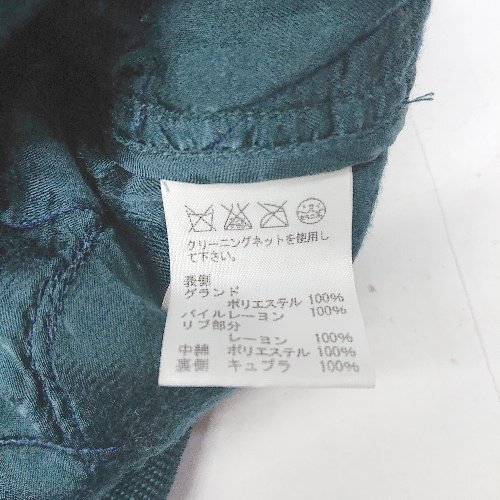 クリーニングネットを使用し
て下さい。
表側
グランド
ポリエステル 100%
パイルレーヨン 100%
リブ部分
レーヨン 100%
中綿 ポリエステル 100%
裏側 キュプラ 100%